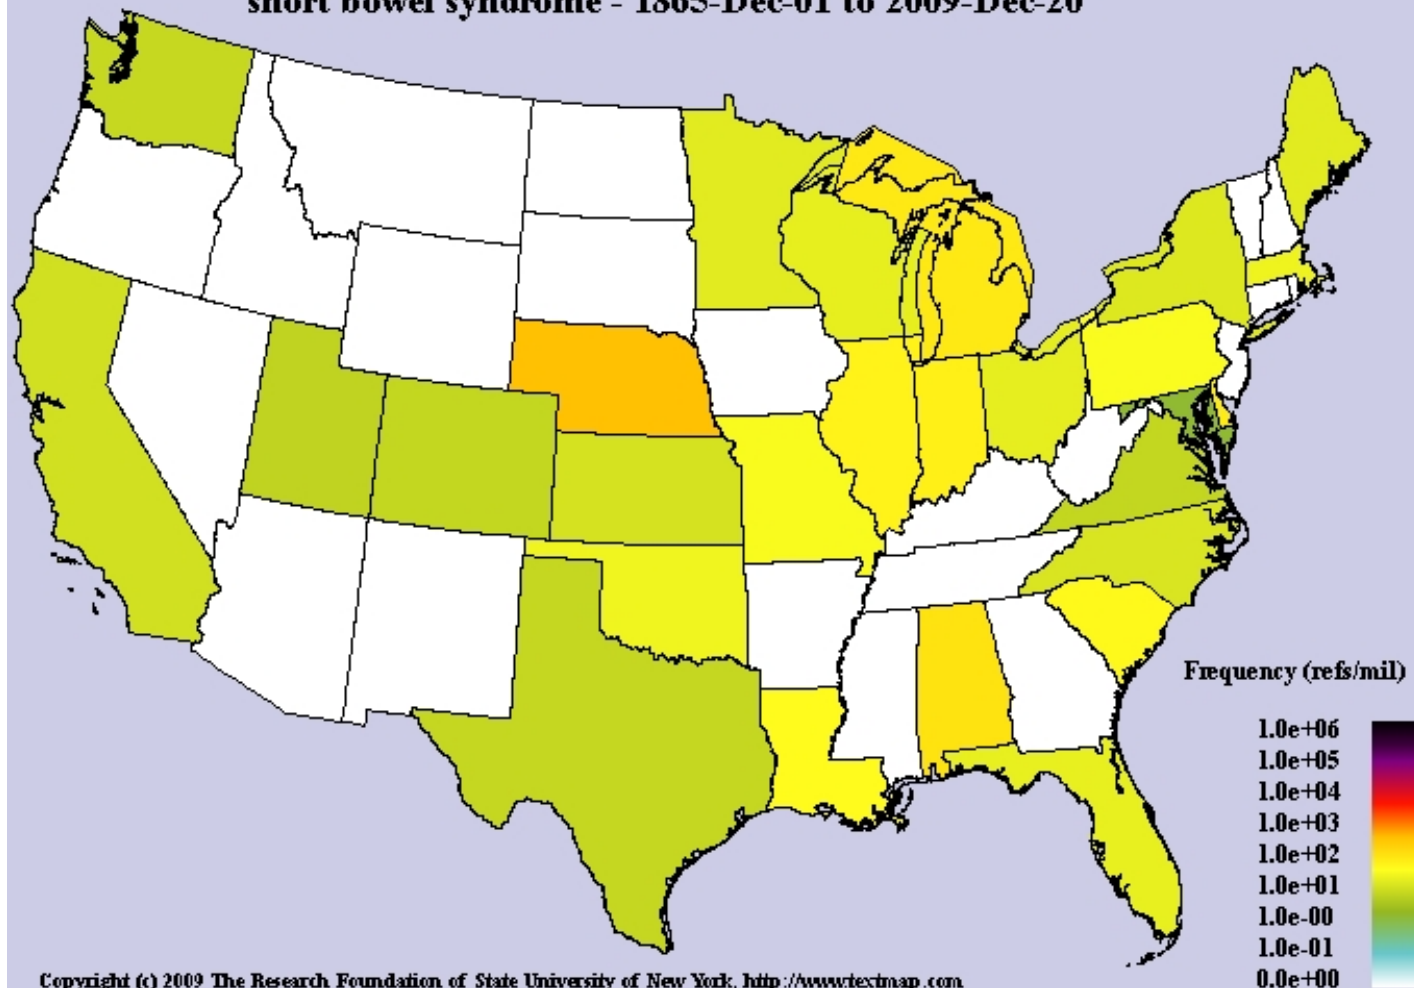 short bowel syndrome - 1865-Dec-01 to 2009-Dec-20
Frequency (refs/mil)
1.0e+06
1.0e+05
1.0e+04
1.0e+03
1.0e+02
1.0e+01
1.0e-00
1.0e-01
0.0e+00
Copyright (c) 2009 The Research Foundation of State University of New York, http://www.textmap.com